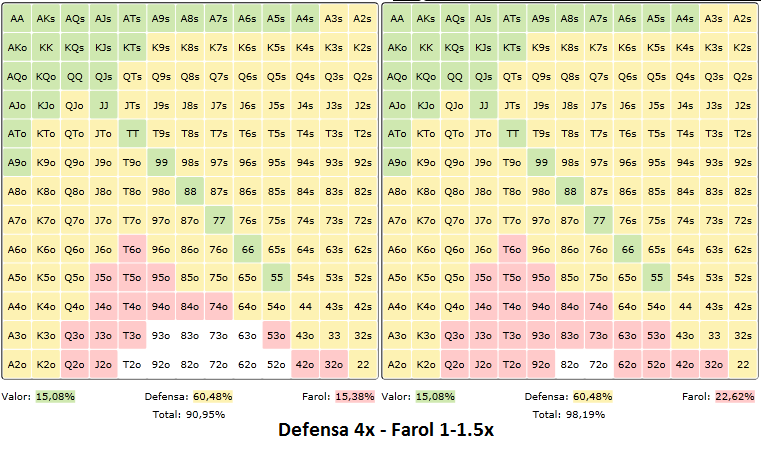 AA AKs AQs AJs ATs A9s A8s A7s A6s A5s A4s A3s A2s AA AKs AQs AJs ATs A9s A8s A7s A6s A5s A4s A3s A2s
AKo KK KQs KJs KTs K9s K8s K7s K6s K5s K4s K3s K2s AKo KK KQs KJs KTs K9s K8s K7s K6s K5s K4s K3s K2s
AQo KQo QQ QJs QTs Q9s Q8s Q7s Q6s Q5s Q4s Q3s Q2s AQo KQo QQ QJs QTs Q9s Q8s Q7s Q6s Q5s Q4s Q3s Q2s
AJo KJo QJo JJ JTs J9s J8s J7s J6s J5s J4s J3s J2s AJo KJo QJo JJ JTs J9s J8s J7s J6s J5s J4s J3s J2s
ATo KTo QTo JTo TT T9s T8s T7s T6s T5s T4s T3s T2s ATo KTo QTo JTo TT T9s T8s T7s T6s T5s T4s T3s T2s
A9o K9o Q9o J9o T9o 99 98s 97s 96s 95s 94s 93s 92s A9o K9o Q9o J9o T9o 99 98s 97s 96s 95s 94s 93s 92s
A8o K8o Q8o J8o T8o 98o 88 87s 86s 85s 84s 83s 82s A8o K8o Q8o J8o T8o 98o 88 87s 86s 85s 84s 83s 82s
A7o K7o Q7o J7o T7o 97o 87o 77 76s 75s 74s 73s 72s A7o K7o Q7o J7o T7o 97o 87o 77 76s 75s 74s 73s 72s
A6o K6o Q6o J6o T6o 96o 86o 76o 66 65s 64s 63s 62s A6o K6o Q6o J6o T6o 96o 86o 76o 66 65s 64s 63s 62s
A5o K5o Q5o J5o T5o 95o 85o 75o 65o 55 54s 53s 52s A5o K5o Q5o J5o T5o 95o 85o 75o 65o 55 54s 53s 52s
A4o K4o Q4o J4o T4o 94o 84o 74o 64o 54o 44 43s 42s A4o K4o Q4o J4o T4o 94o 84o 74o 64o 54o 44 43s 42s
A3o K3o Q3o J3o T3o 93o 83o 73o 63o 53o 43o 33 32s A3o K3o Q3o J3o T3o 93o 83o 73o 63o 53o 43o 33 32s
A2o K2o Q2o J2o T2o 92o 82o 72o 62o 52o 42o 32o 22 A2o K2o Q2o J2o T2o 92o 82o 72o 62o 52o 42o 32o 22
Valor: 15,08% Defensa: 60,48% Farol: 15,38% Valor: 15,08% Defensa: 60,48% Farol: 22,62%
Total: 90,95% Total: 98,19%
Defensa 4x - Farol 1-1.5x